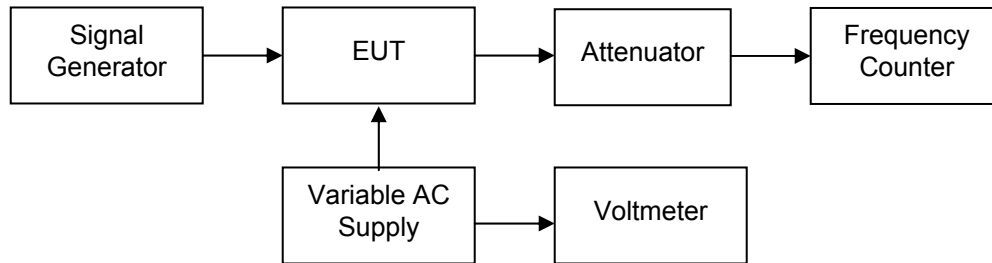 Signal
Generator
EUT
Attenuator
Frequency
Counter
Variable AC
Supply
Voltmeter